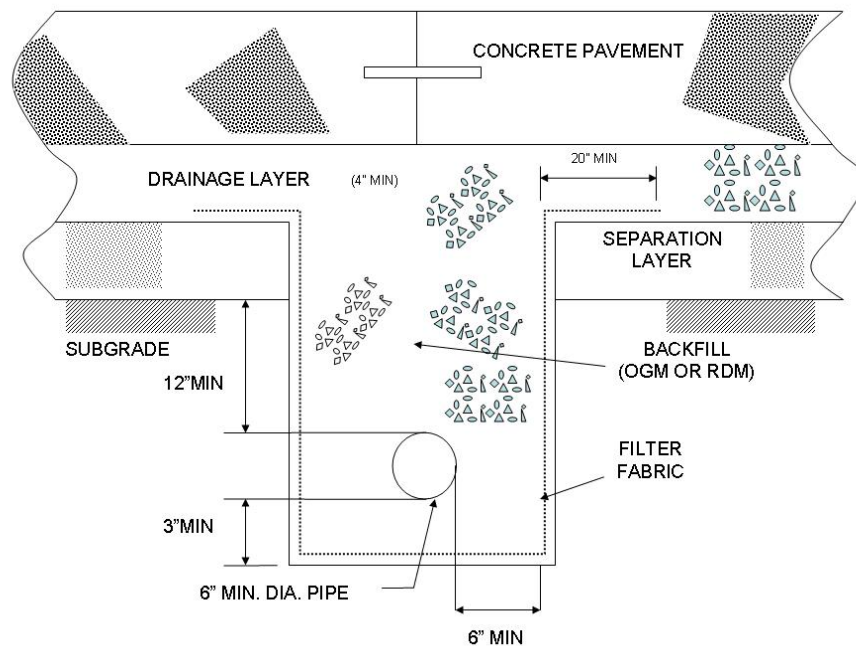 CONCRETE PAVEMENT
20" MIN
DRAINAGE LAYER (4" MIN)
SEPARATION
LAYER
SUBGRADE
BACKFILL
(OGM OR RDM)
12”MIN
FILTER
FABRIC
3”MIN
6” MIN. DIA. PIPE
6” MIN